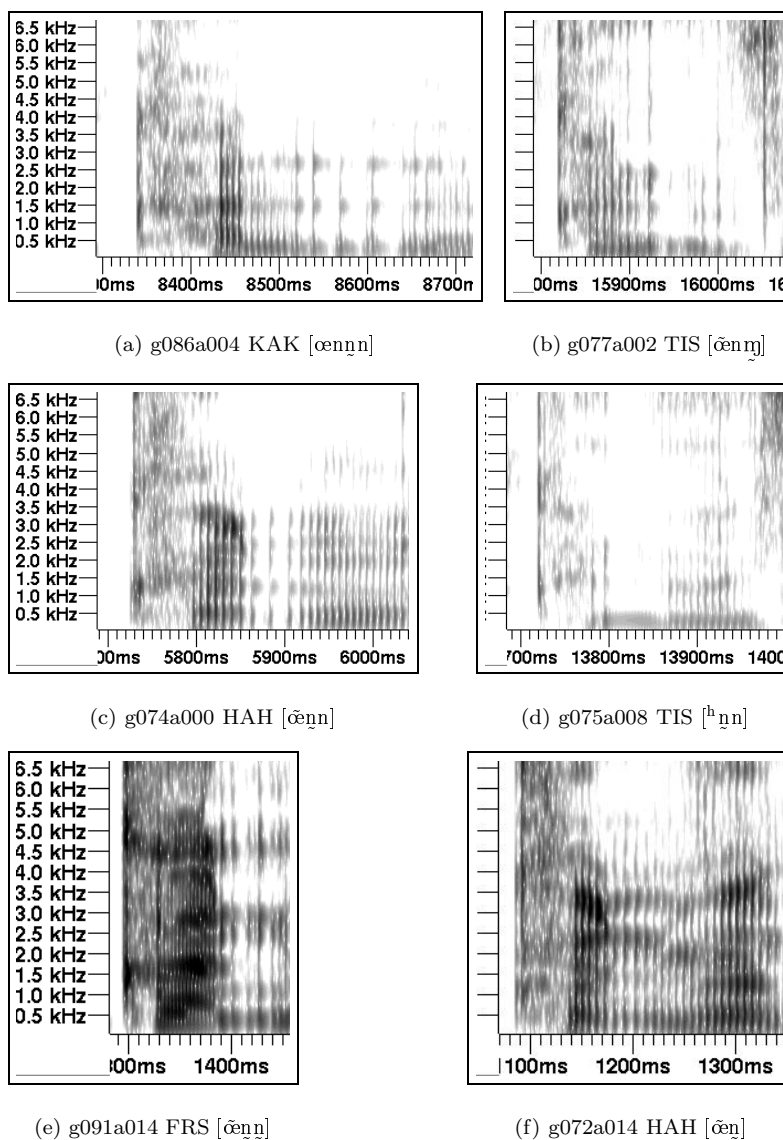 6.5 kHz
6.0 kHz
5.5 kHz
5.0 kHz
4.5 kHz
4.0 kHz
3.5 kHz
3.0 kHz
2.5 kHz
2.0 kHz
1.5 kHz
1.0 kHz
0.5 kHz
00ms 8400ms 8500ms 8600ms 8700m
00ms 15900ms 16000ms 16
(a) g086a004 KAK [œnn̰n]
(b) g077a002 TIS [œ̃nɱ̰]
6.5 kHz
6.0 kHz
5.5 kHz
5.0 kHz
4.5 kHz
4.0 kHz
3.5 kHz
3.0 kHz
2.5 kHz
2.0 kHz
1.5 kHz
1.0 kHz
0.5 kHz
00ms 5800ms 5900ms 6000ms
700ms 13800ms 13900ms 1400
(c) g074a000 HAH [œ̃n̰n]
(d) g075a008 TIS [ʰn̰n]
6.5 kHz
6.0 kHz
5.5 kHz
5.0 kHz
4.5 kHz
4.0 kHz
3.5 kHz
3.0 kHz
2.5 kHz
2.0 kHz
1.5 kHz
1.0 kHz
0.5 kHz
300ms 1400ms
1100ms 1200ms 1300ms
(e) g091a014 FRS [œ̃n̰n̰]
(f) g072a014 HAH [œ̃n̰]